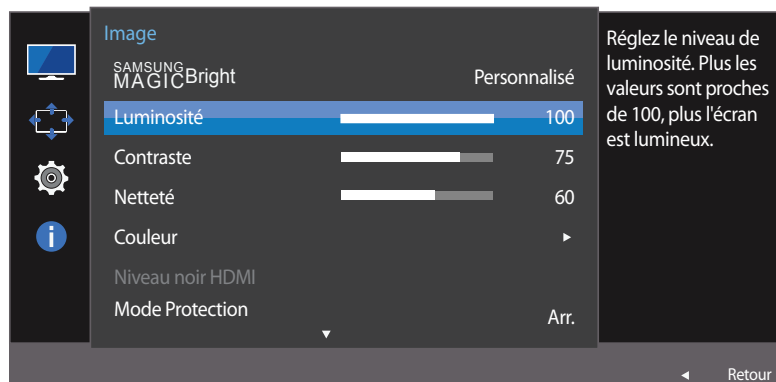 Image
SAMSUNG
MAGICBright Personnalisé
Luminosité 100
Contraste 75
Netteté 60
Couleur
Niveau noir HDMI
Mode Protection Arr.
Réglez le niveau de
luminosité. Plus les
valeurs sont proches
de 100, plus l'écran
est lumineux.
Retour